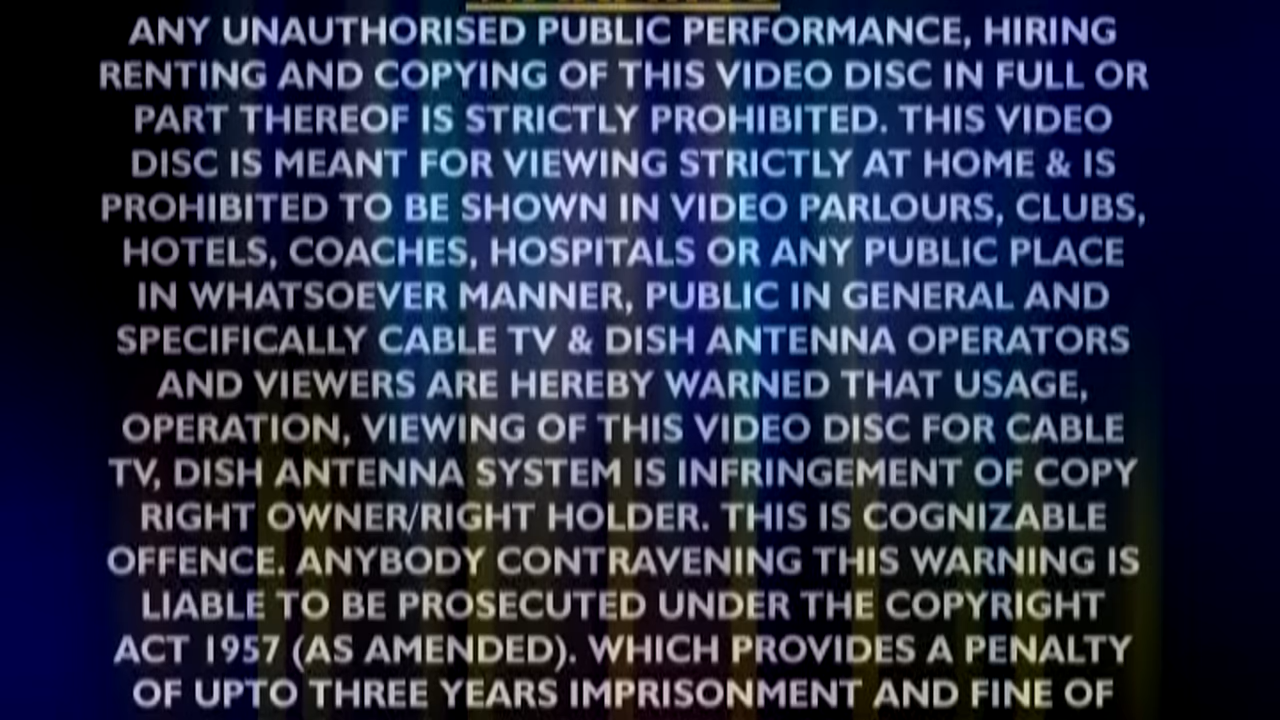 ANY UNAUTHORISED PUBLIC PERFORMANCE, HIRING
RENTING AND COPYING OF THIS VIDEO DISC IN FULL OR
PART THEREOF IS STRICTLY PROHIBITED. THIS VIDEO
DISC IS MEANT FOR VIEWING STRICTLY AT HOME & IS
PROHIBITED TO BE SHOWN IN VIDEO PARLOURS, CLUBS,
HOTELS, COACHES, HOSPITALS OR ANY PUBLIC PLACE
IN WHATSOEVER MANNER, PUBLIC IN GENERAL AND
SPECIFICALLY CABLE TV & DISH ANTENNA OPERATORS
AND VIEWERS ARE HEREBY WARNED THAT USAGE,
OPERATION, VIEWING OF THIS VIDEO DISC FOR CABLE
TV, DISH ANTENNA SYSTEM IS INFRINGEMENT OF COPY
RIGHT OWNER/RIGHT HOLDER. THIS IS COGNIZABLE
OFFENCE. ANYBODY CONTRAVENING THIS WARNING IS
LIABLE TO BE PROSECUTED UNDER THE COPYRIGHT
ACT 1957 (AS AMENDED). WHICH PROVIDES A PENALTY
OF UPTO THREE YEARS IMPRISONMENT AND FINE OF